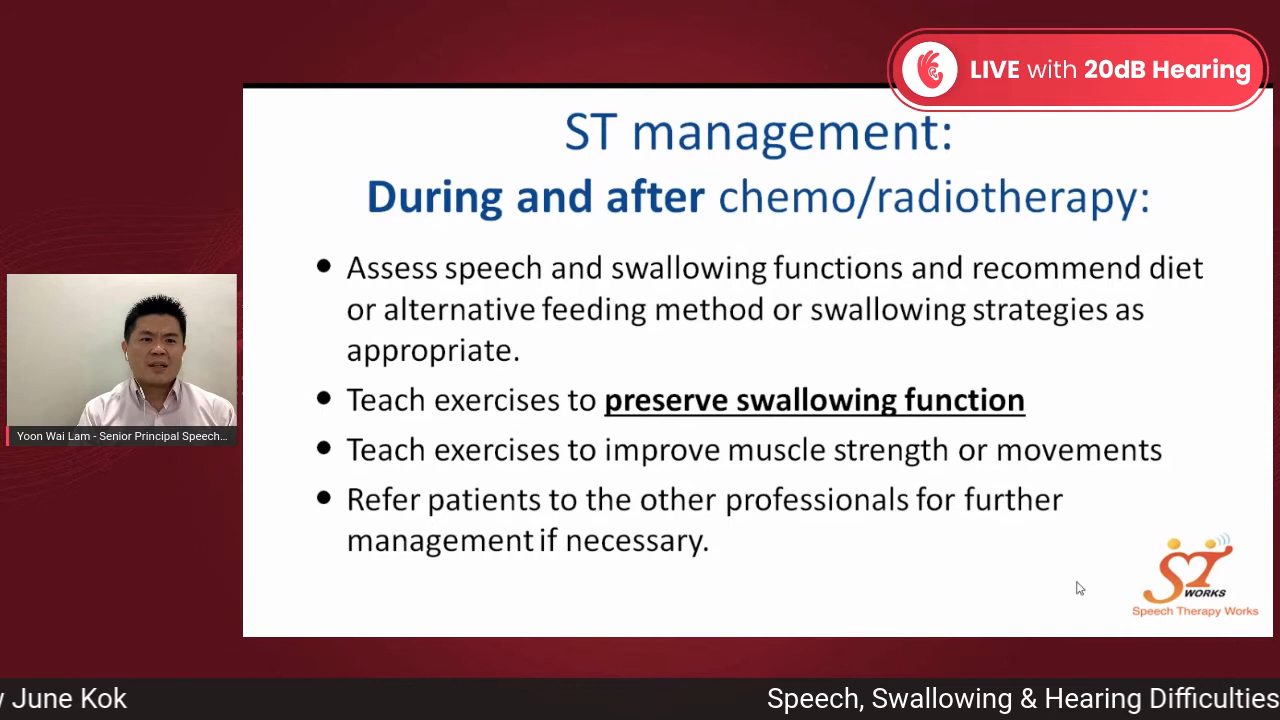 LIVE with 20dB Hearing
ST management:
During and after chemo/radiotherapy:
• Assess speech and swallowing functions and recommend diet
or alternative feeding method or swallowing strategies as
appropriate.
• Teach exercises to preserve swallowing function
• Teach exercises to improve muscle strength or movements
• Refer patients to the other professionals for further
management if necessary.
Yoon Wai Lam - Senior Principal Speech...
ST
WORKS
Speech Therapy Works
June Kok
Speech, Swallowing & Hearing Difficulties